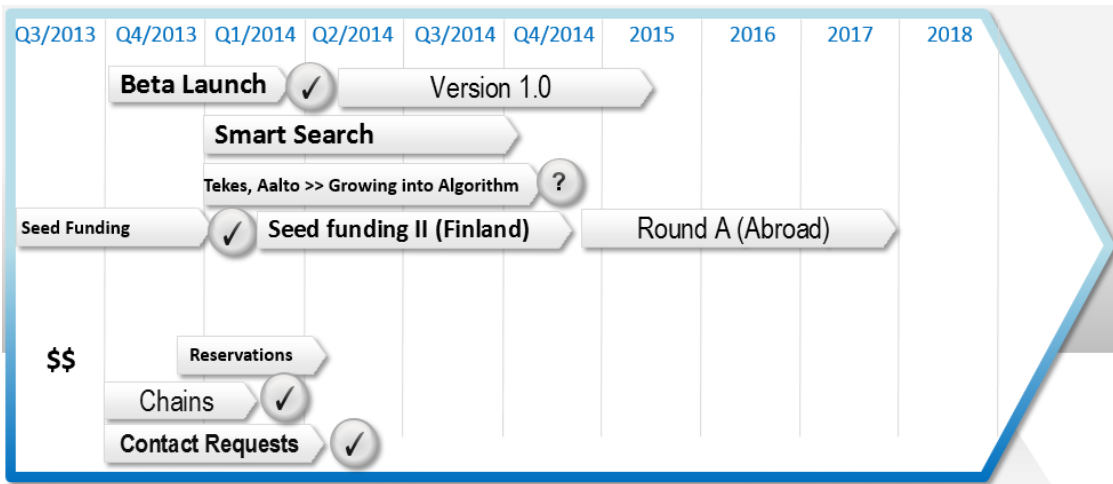 Q3/2013 Q4/2013 Q1/2014 Q2/2014 Q3/2014 Q4/2014 2015 2016 2017 2018
Beta Launch ✓ Version 1.0
Smart Search
Tekes, Aalto >> Growing into Algorithm ?
Seed Funding ✓ Seed funding II (Finland) Round A (Abroad)
$$ Reservations
Chains ✓
Contact Requests ✓